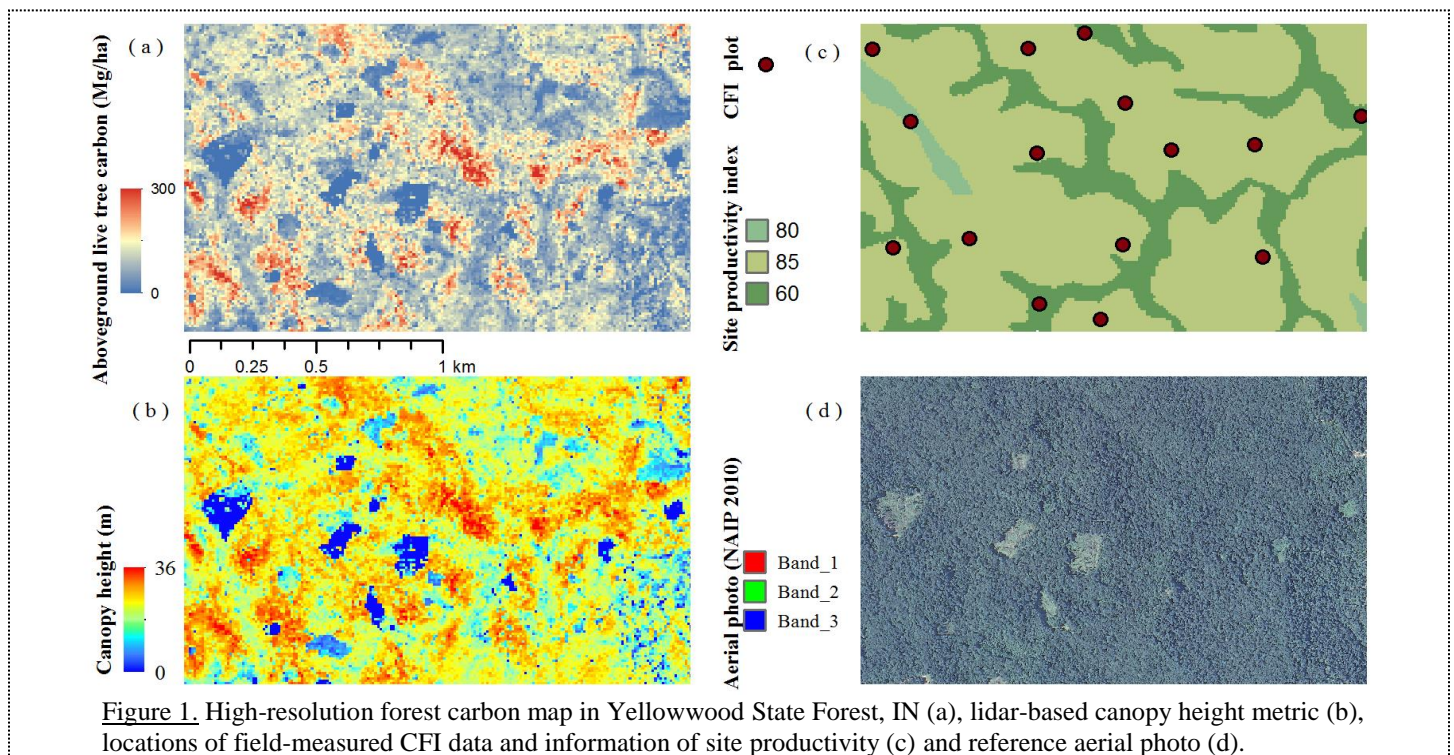 ( a )
Aboveground live tree carbon (Mg/ha)
300
0
0 0.25 0.5 1 km
( b )
Canopy height (m)
36
0
CFI plot
( c )
Site productivity index
80
85
60
( d )
Aerial photo (NAIP 2010)
Band_1
Band_2
Band_3
Figure 1. High-resolution forest carbon map in Yellowwood State Forest, IN (a), lidar-based canopy height metric (b),
locations of field-measured CFI data and information of site productivity (c) and reference aerial photo (d).